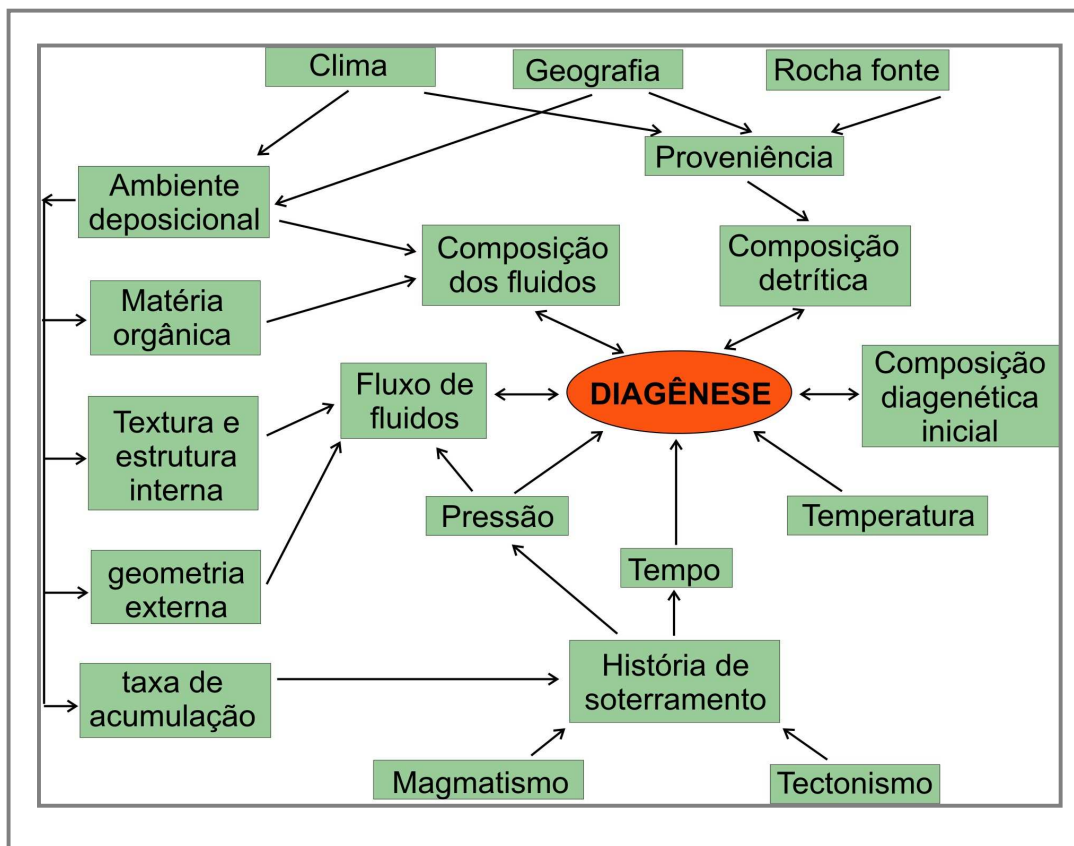 Clima
Geografia
Rocha fonte
Proveniência
Ambiente
deposicional
Composição
dos fluidos
Composição
detrítica
Matéria
orgânica
Fluxo de
fluidos
DIAGÊNESE
Composição
diagenética
inicial
Textura e
estrutura
interna
Pressão
Temperatura
Tempo
geometria
externa
taxa de
acumulação
História de
soterramento
Magmatismo
Tectonismo